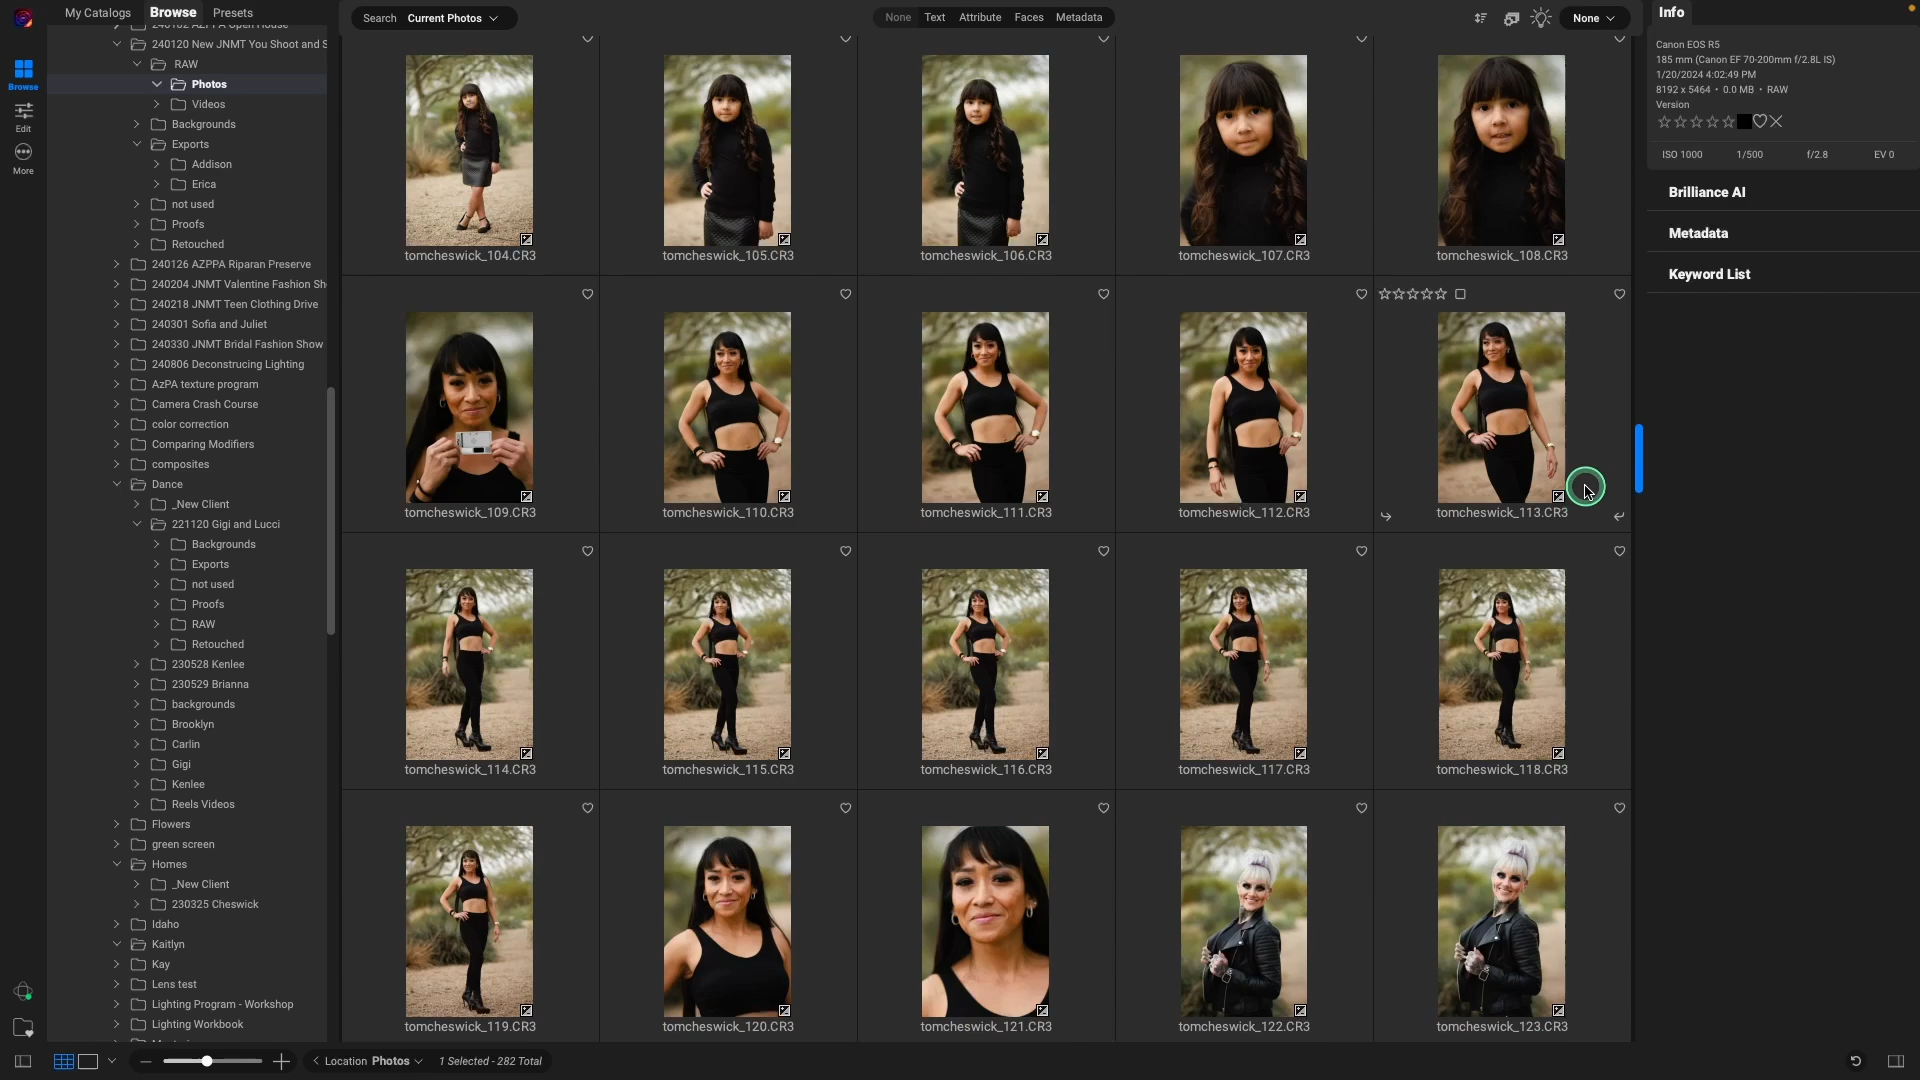 My Catalogs
Browse
Presets
240120 New JNMT You Shoot and S
RAW
Photos
Videos
Backgrounds
Exports
Addison
Erica
not used
Proofs
Retouched
240126 AZPPA Riparan Preserve
240204 JNMT Valentine Fashion Sh
240218 JNMT Teen Clothing Drive
240301 Sofia and Juliet
240330 JNMT Bridal Fashion Show
240806 Deconstrucing Lighting
AzPA texture program
Camera Crash Course
color correction
Comparing Modifiers
composites
Dance
_New Client
221120 Gigi and Lucci
Backgrounds
Exports
not used
Proofs
RAW
Retouched
230528 Kenlee
230529 Brianna
backgrounds
Brooklyn
Carlin
Gigi
Kenlee
Reels Videos
Flowers
green screen
Homes
_New Client
230325 Cheswick
Idaho
Kaitlyn
Kay
Lens test
Lighting Program - Workshop
Lighting Workbook
Browse
Edit
More
Search Current Photos
None Text Attribute Faces Metadata
None
tomcheswick_104.CR3
tomcheswick_105.CR3
tomcheswick_106.CR3
tomcheswick_107.CR3
tomcheswick_108.CR3
tomcheswick_109.CR3
tomcheswick_110.CR3
tomcheswick_111.CR3
tomcheswick_112.CR3
tomcheswick_113.CR3
tomcheswick_114.CR3
tomcheswick_115.CR3
tomcheswick_116.CR3
tomcheswick_117.CR3
tomcheswick_118.CR3
tomcheswick_119.CR3
tomcheswick_120.CR3
tomcheswick_121.CR3
tomcheswick_122.CR3
tomcheswick_123.CR3
Location Photos
1 Selected - 282 Total
Info
Canon EOS R5
185 mm (Canon EF 70-200mm f/2.8L IS)
1/20/2024 4:02:49 PM
8192 x 5464 • 0.0 MB • RAW
Version
ISO 1000 1/500 f/2.8 EV 0
Brilliance AI
Metadata
Keyword List